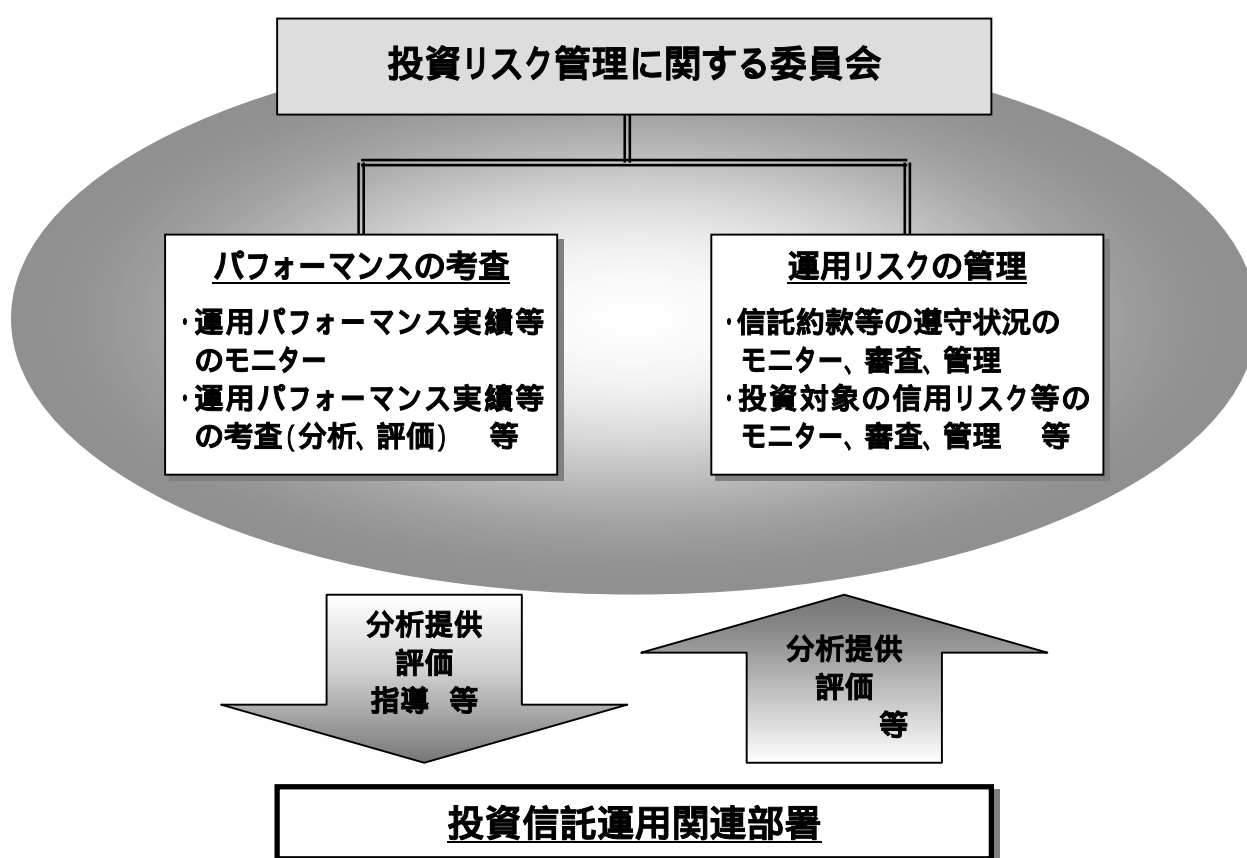 投資リスク管理に関する委員会
パフォーマンスの考査
・運用パフォーマンス実績等
のモニター
・運用パフォーマンス実績等
の考査(分析、評価) 等
運用リスクの管理
・信託約款等の遵守状況の
モニター、審査、管理
・投資対象の信用リスク等の
モニター、審査、管理 等
分析提供
評価
指導 等
分析提供
評価
等
投資信託運用関連部署